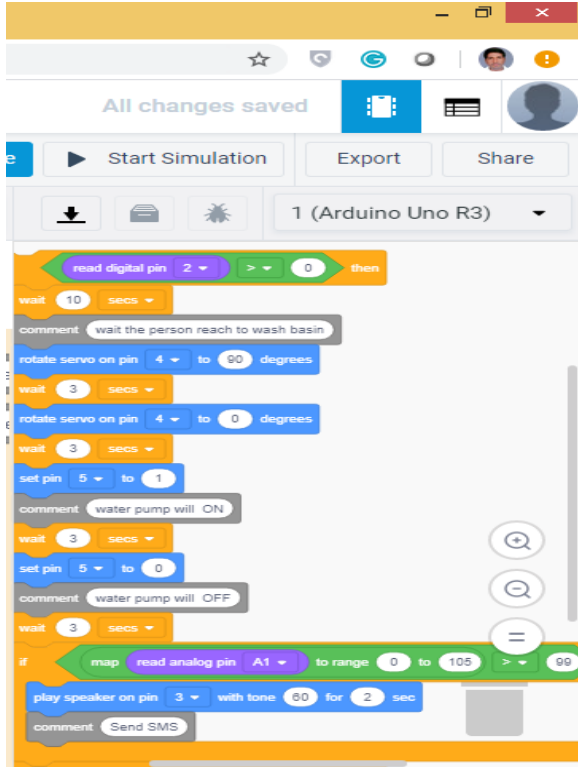 All changes saved
Start Simulation Export Share
1 (Arduino Uno R3)
read digital pin 2 > 0 then
wait 10 secs
comment wait the person reach to wash basin
rotate servo on pin 4 to 90 degrees
wait 3 secs
rotate servo on pin 4 to 0 degrees
wait 3 secs
set pin 5 to 1
comment water pump will ON
wait 3 secs
set pin 5 to 0
comment water pump will OFF
wait 3 secs
if map read analog pin A1 to range 0 to 105 > 99
play speaker on pin 3 with tone 60 for 2 sec
comment Send SMS